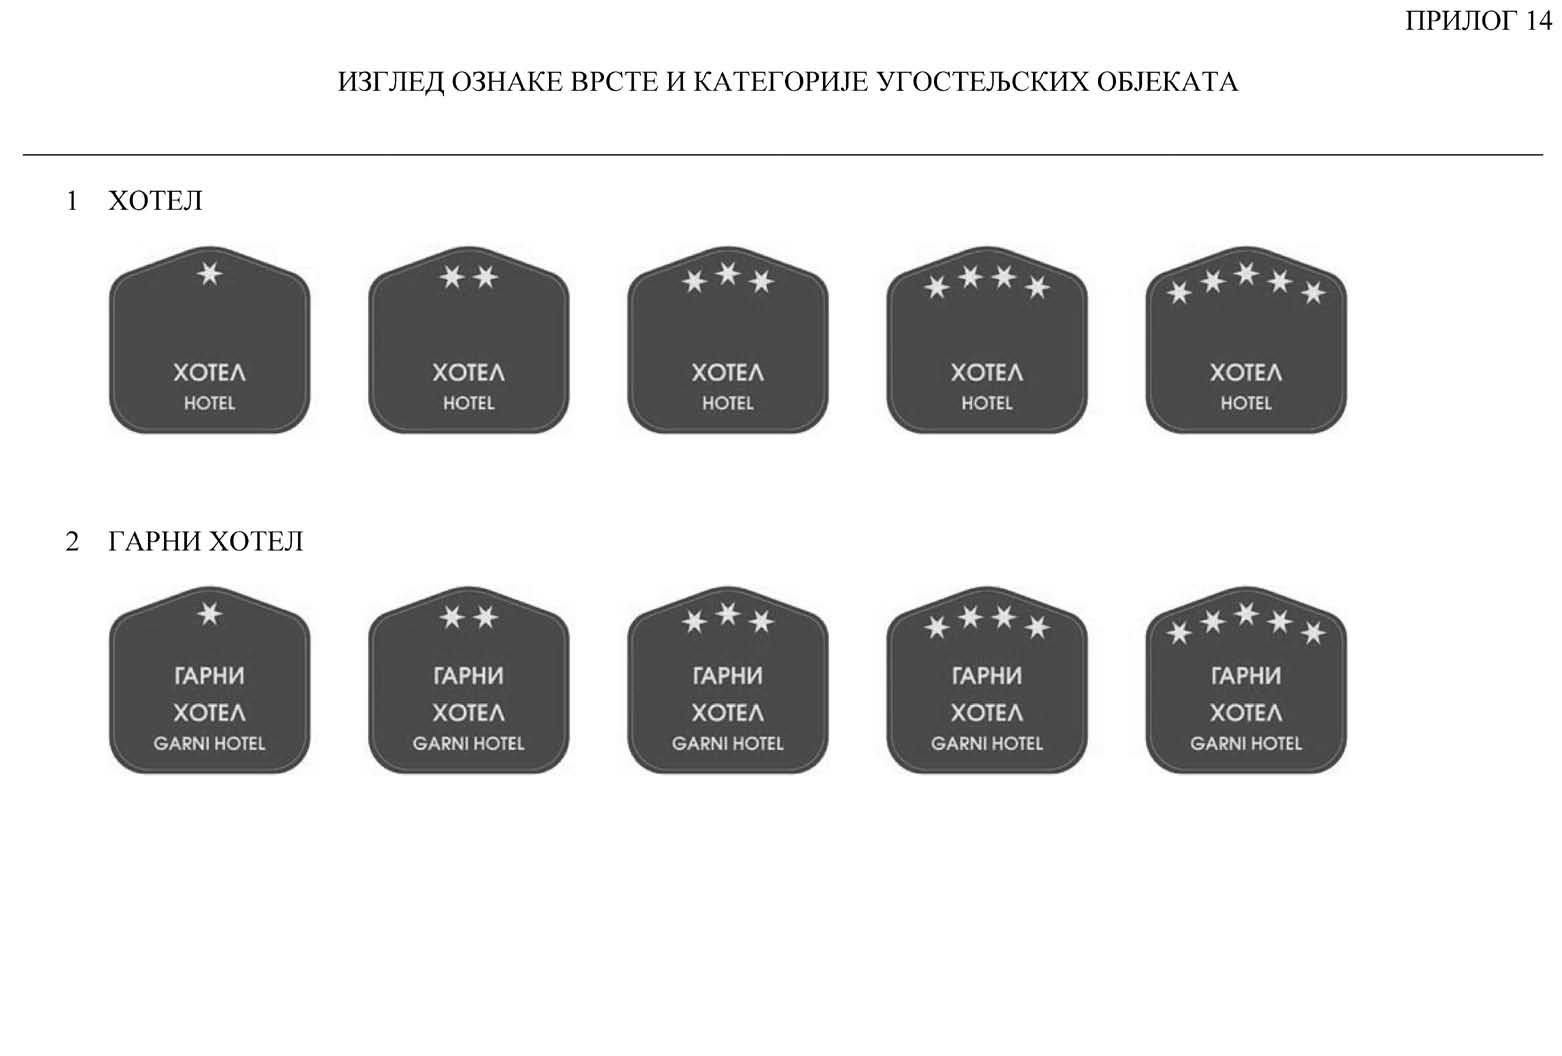 ПРИЛОГ 14
ИЗГЛЕД ОЗНАКЕ ВРСТЕ И КАТЕГОРИЈЕ УГОСТЕЉСКИХ ОБЈЕКАТА
1 ХОТЕЛ
ХОТЕЛ
HOTEL
ХОТЕЛ
HOTEL
ХОТЕЛ
HOTEL
ХОТЕЛ
HOTEL
ХОТЕЛ
HOTEL
2 ГАРНИ ХОТЕЛ
ГАРНИ
ХОТЕЛ
GARNI HOTEL
ГАРНИ
ХОТЕЛ
GARNI HOTEL
ГАРНИ
ХОТЕЛ
GARNI HOTEL
ГАРНИ
ХОТЕЛ
GARNI HOTEL
ГАРНИ
ХОТЕЛ
GARNI HOTEL